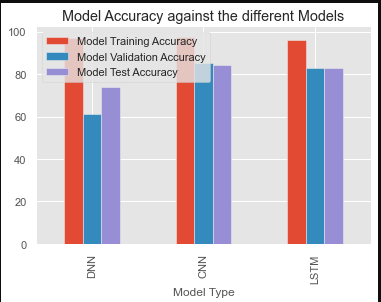 Model Accuracy against the different Models
Model Training Accuracy
Model Validation Accuracy
Model Test Accuracy
100
80
60
40
20
0
DNN
CNN
LSTM
Model Type